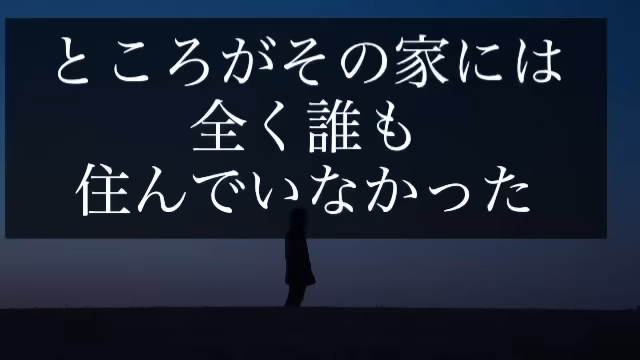 ところがその家には
全く誰も
住んでいなかった